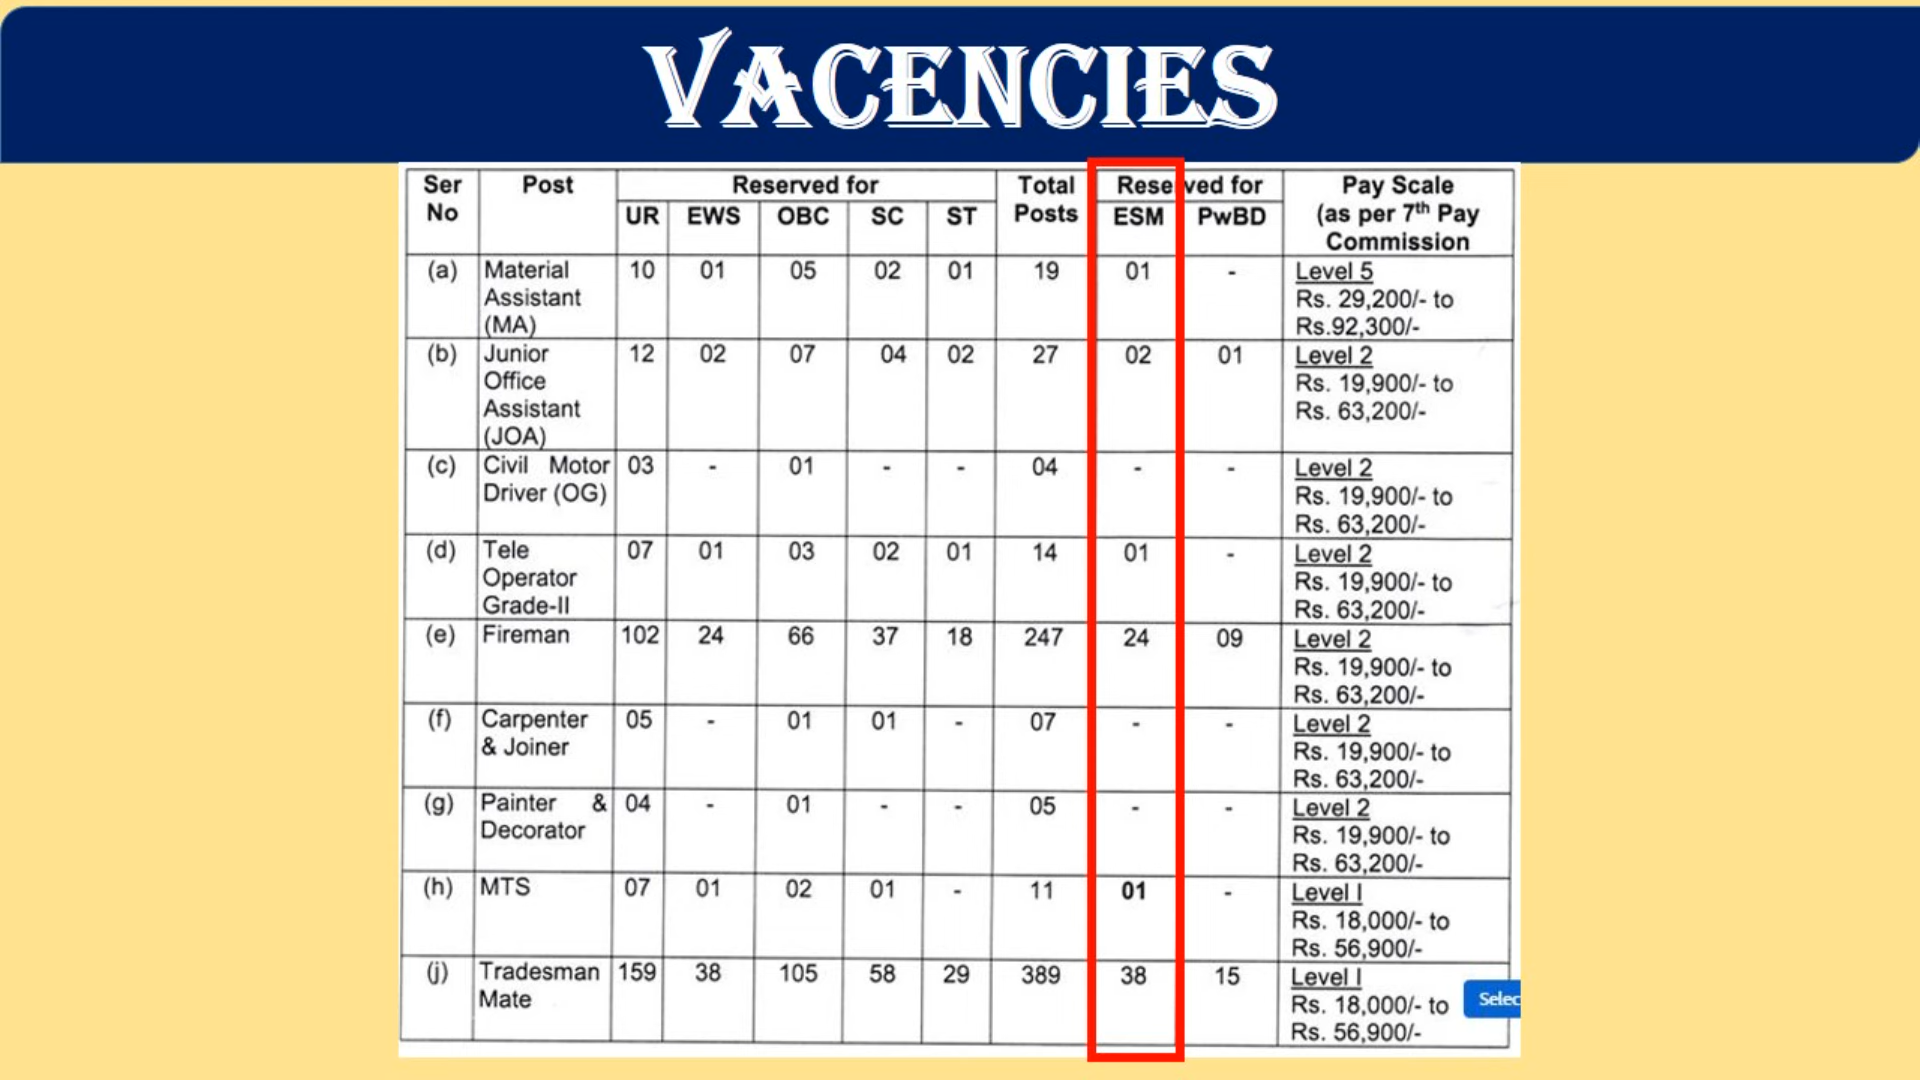 VACENCIES
Ser No | Post | Reserved for | Total Posts | Reserved for | Pay Scale (as per 7th Pay Commission
UR | EWS | OBC | SC | ST | ESM | PwBD
(a) | Material Assistant (MA) | 10 | 01 | 05 | 02 | 01 | 19 | 01 | - | Level 5 Rs. 29,200/- to Rs.92,300/-
(b) | Junior Office Assistant (JOA) | 12 | 02 | 07 | 04 | 02 | 27 | 02 | 01 | Level 2 Rs. 19,900/- to Rs. 63,200/-
(c) | Civil Motor Driver (OG) | 03 | - | 01 | - | - | 04 | - | - | Level 2 Rs. 19,900/- to Rs. 63,200/-
(d) | Tele Operator Grade-II | 07 | 01 | 03 | 02 | 01 | 14 | 01 | - | Level 2 Rs. 19,900/- to Rs. 63,200/-
(e) | Fireman | 102 | 24 | 66 | 37 | 18 | 247 | 24 | 09 | Level 2 Rs. 19,900/- to Rs. 63,200/-
(f) | Carpenter & Joiner | 05 | - | 01 | 01 | - | 07 | - | - | Level 2 Rs. 19,900/- to Rs. 63,200/-
(g) | Painter & Decorator | 04 | - | 01 | - | - | 05 | - | - | Level 2 Rs. 19,900/- to Rs. 63,200/-
(h) | MTS | 07 | 01 | 02 | 01 | - | 11 | 01 | - | Level I Rs. 18,000/- to Rs. 56,900/-
(j) | Tradesman Mate | 159 | 38 | 105 | 58 | 29 | 389 | 38 | 15 | Level I Rs. 18,000/- to Rs. 56,900/-
Selec